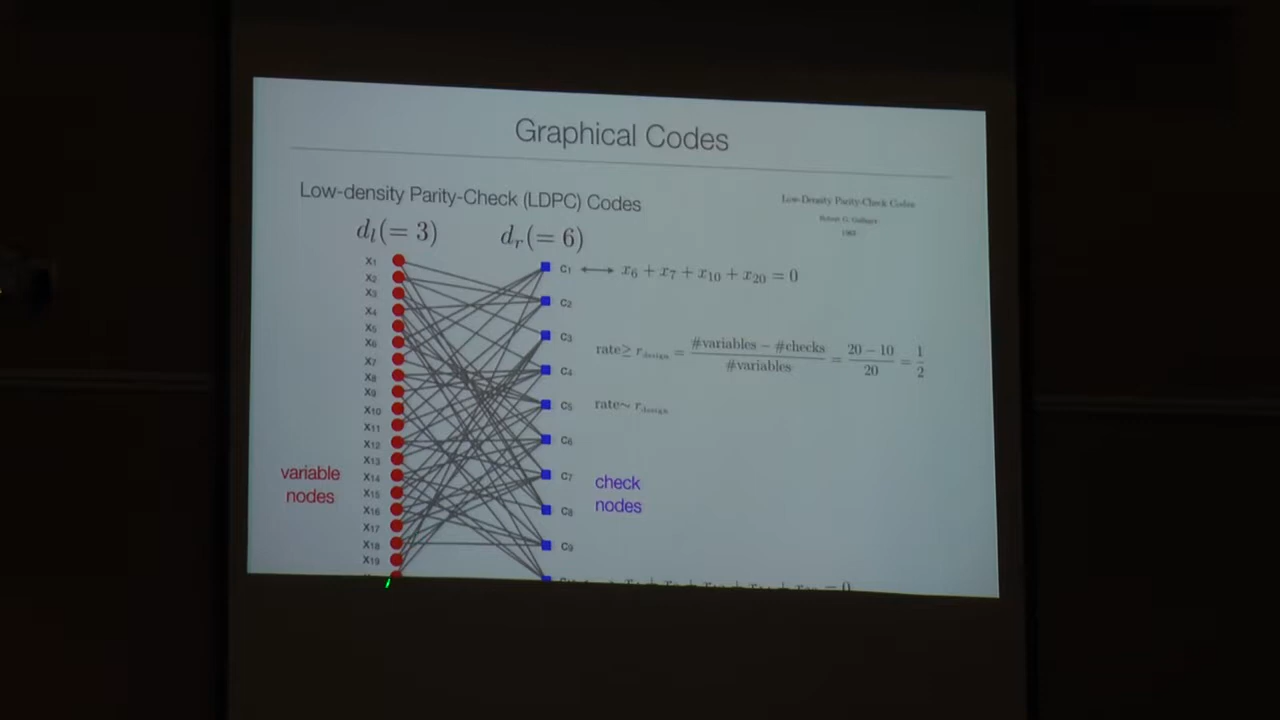 Graphical Codes
Low-density Parity-Check (LDPC) Codes
Low-Density Parity-Check Codes
Robert G. Gallager
1963
d_l(= 3)
d_r(= 6)
x1
x2
x3
x4
x5
x6
x7
x8
x9
x10
x11
x12
x13
x14
x15
x16
x17
x18
x19
variable
nodes
c1 ⟷ x_6 + x_7 + x_10 + x_20 = 0
c2
c3
c4
c5
c6
c7
c8
c9
rate≥ r_design = (#variables − #checks)/#variables = (20 − 10)/20 = 1/2
rate~ r_design
check
nodes